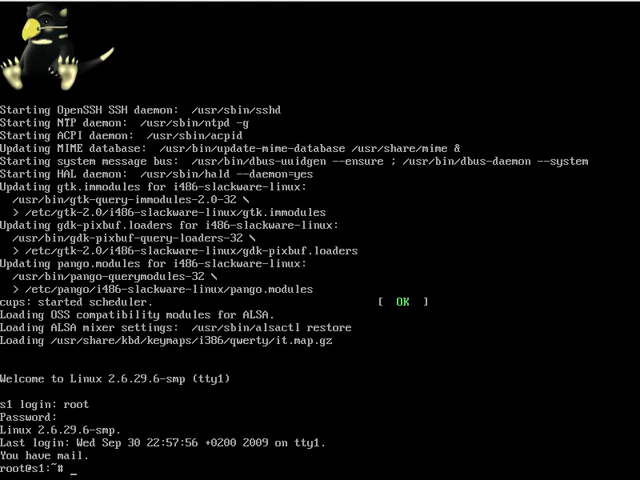 Starting OpenSSH SSH daemon:  /usr/sbin/sshd
Starting NTP daemon:  /usr/sbin/ntpd -g
Starting ACPI daemon:  /usr/sbin/acpid
Updating MIME database:  /usr/bin/update-mime-database /usr/share/mime &
Starting system message bus:  /usr/bin/dbus-uuidgen --ensure ; /usr/bin/dbus-daemon --system
Starting HAL daemon:  /usr/sbin/hald --daemon=yes
Updating gtk.immodules for i486-slackware-linux:
  /usr/bin/gtk-query-immodules-2.0-32 \
  > /etc/gtk-2.0/i486-slackware-linux/gtk.immodules
Updating gdk-pixbuf.loaders for i486-slackware-linux:
  /usr/bin/gdk-pixbuf-query-loaders-32 \
  > /etc/gtk-2.0/i486-slackware-linux/gdk-pixbuf.loaders
Updating pango.modules for i486-slackware-linux:
  /usr/bin/pango-querymodules-32 \
  > /etc/pango/i486-slackware-linux/pango.modules
cups: started scheduler.                                   [  OK  ]
Loading OSS compatibility modules for ALSA.
Loading ALSA mixer settings:  /usr/sbin/alsactl restore
Loading /usr/share/kbd/keymaps/i386/qwerty/it.map.gz
Welcome to Linux 2.6.29.6-smp (tty1)
s1 login: root
Password:
Linux 2.6.29.6-smp.
Last login: Wed Sep 30 22:57:56 +0200 2009 on tty1.
You have mail.
root@s1:~# _